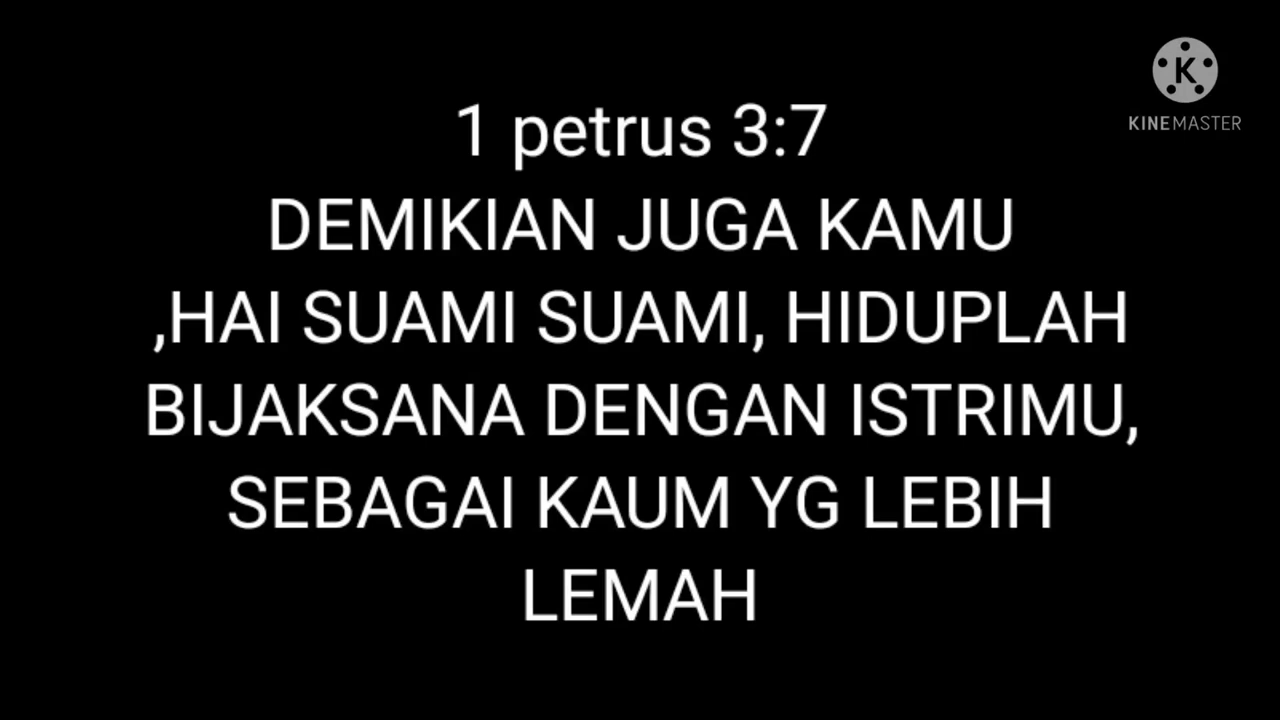 1 petrus 3:7
DEMIKIAN JUGA KAMU
,HAI SUAMI SUAMI, HIDUPLAH
BIJAKSANA DENGAN ISTRIMU,
SEBAGAI KAUM YG LEBIH
LEMAH
K
KINEMASTER